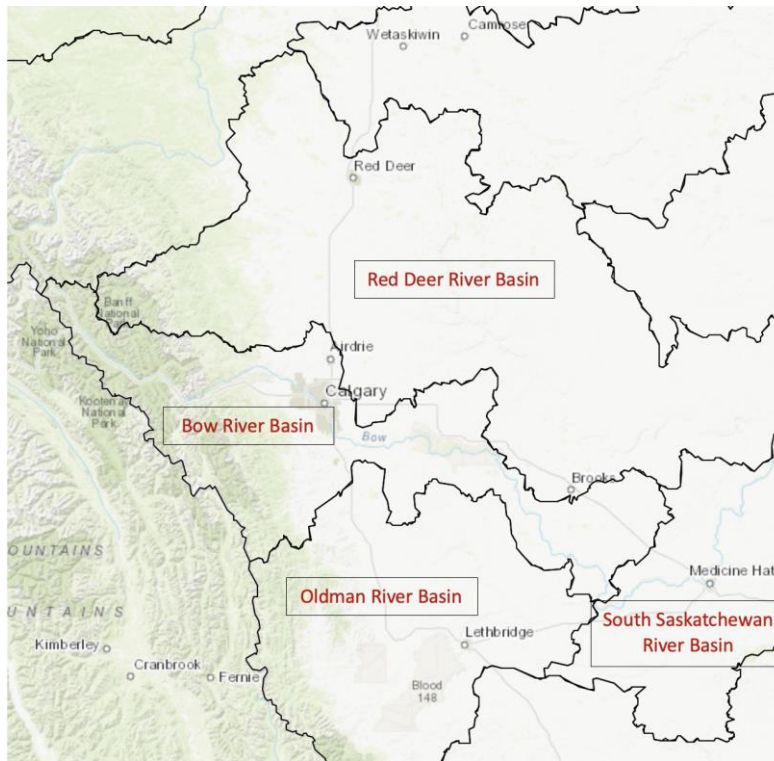 Camrose
Wetaskiwin
Red Deer
Red Deer River Basin
Banff
National
Park
Yoho
National
Park
Airdrie
Calgary
Kootenay
National
Park
Bow River Basin
Bow
Brooks
OUNTAINS
Medicine Hat
Oldman River Basin
UNTAINS
South Saskatchewan
River Basin
Lethbridge
Kimberley
Cranbrook
Fernie
Blood
148